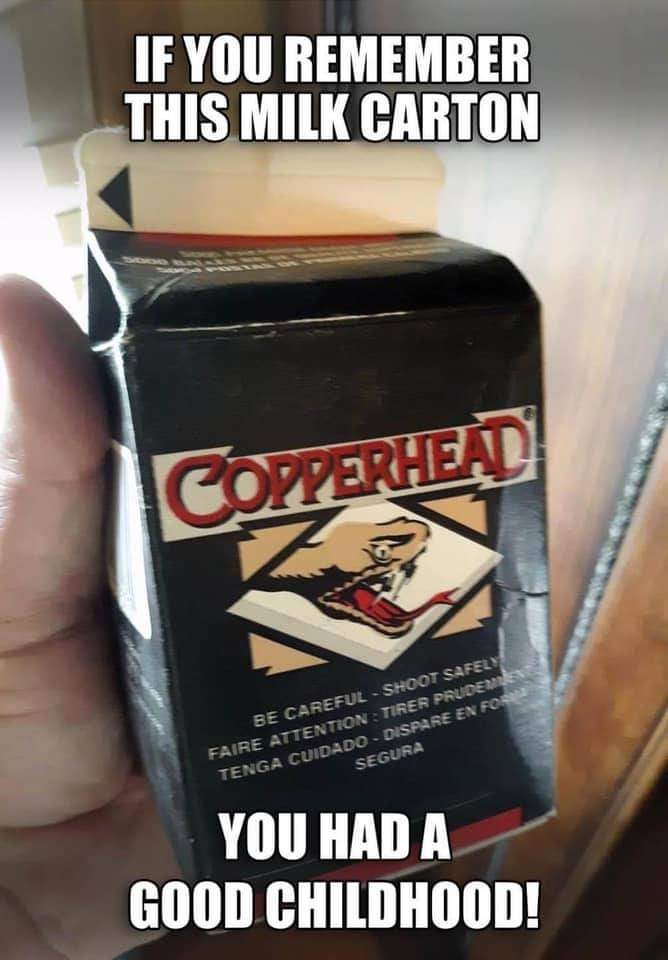 IF YOU REMEMBER
THIS MILK CARTON
COPPERHEAD®
BE CAREFUL - SHOOT SAFELY
FAIRE ATTENTION : TIRER
TENGA CUIDADO - DISPARE EN
SEGURA
YOU HAD A
GOOD CHILDHOOD!